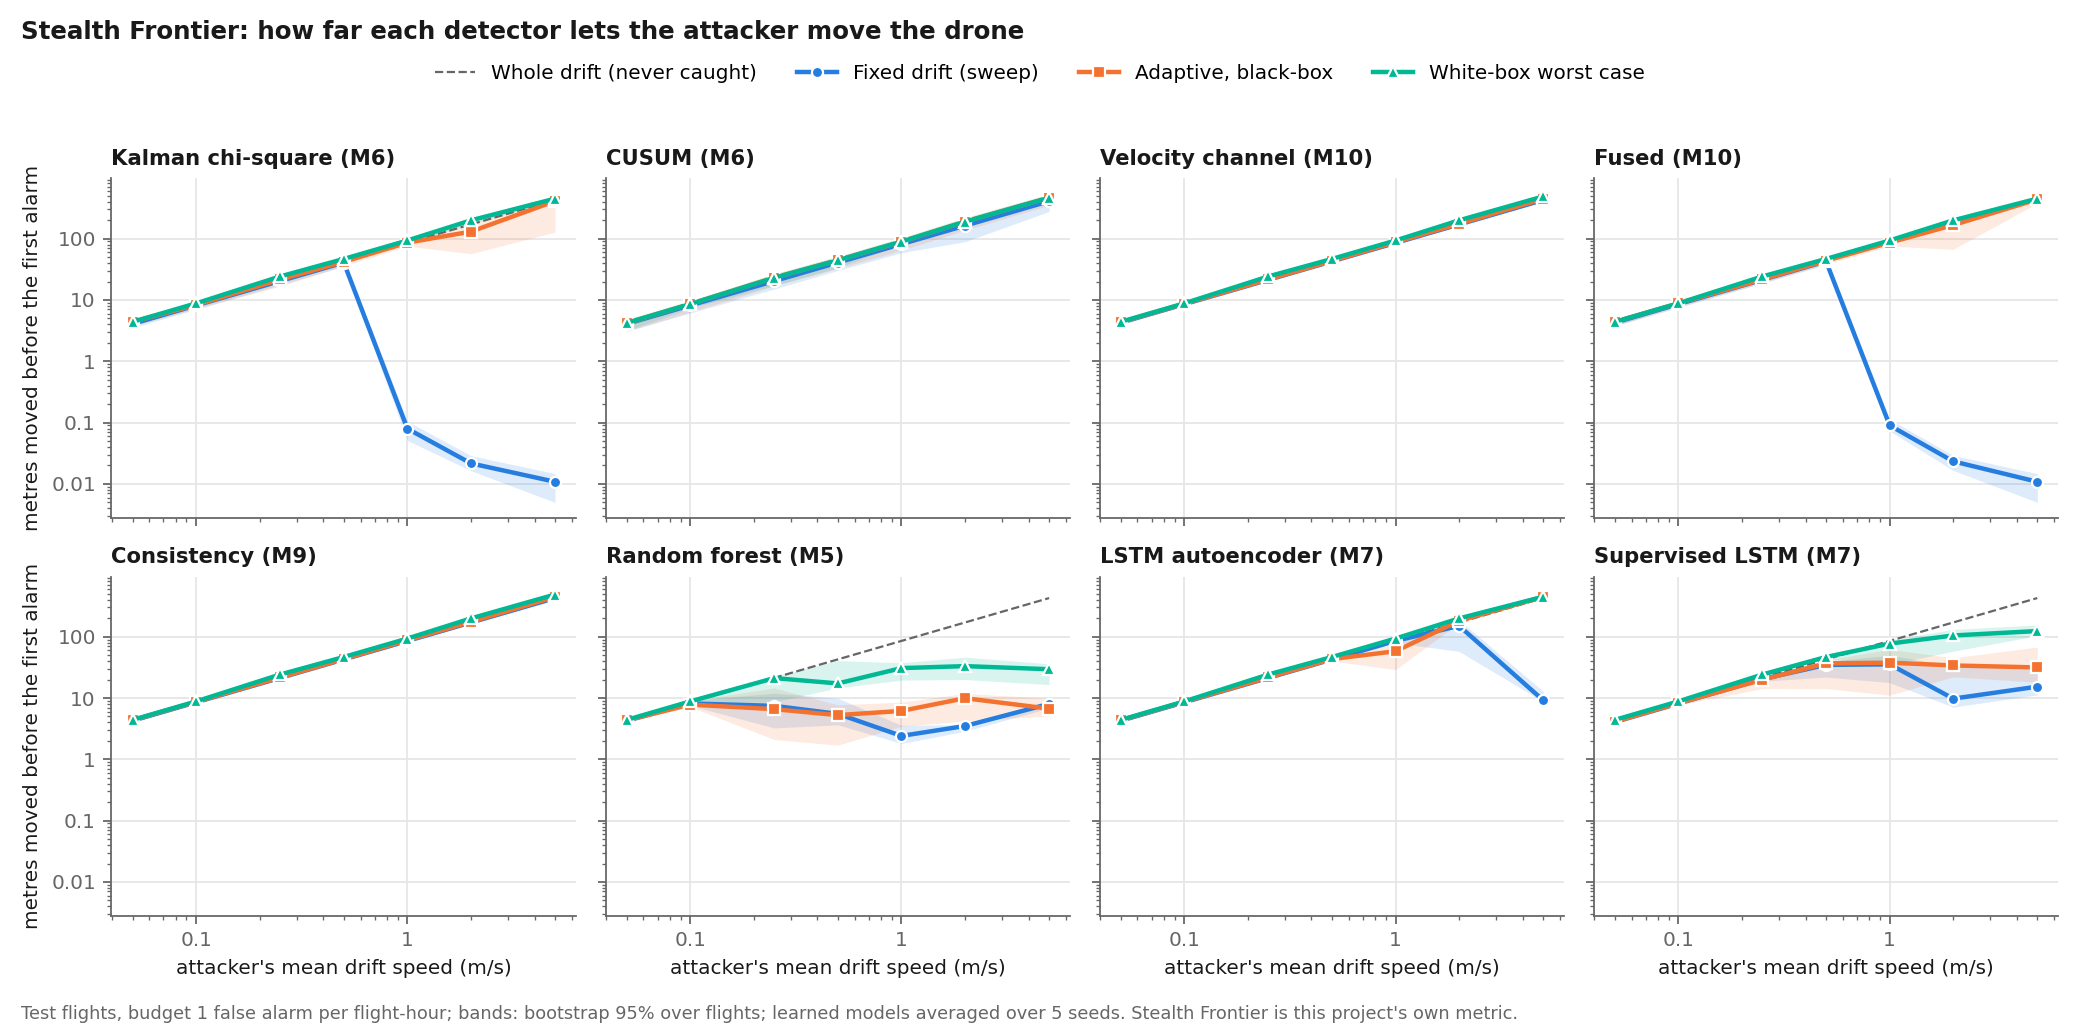 Stealth Frontier: how far each detector lets the attacker move the drone
Whole drift (never caught) Fixed drift (sweep) Adaptive, black-box White-box worst case
Kalman chi-square (M6) CUSUM (M6) Velocity channel (M10) Fused (M10)
metres moved before the first alarm
100
10
1
0.1
0.01
Consistency (M9) Random forest (M5) LSTM autoencoder (M7) Supervised LSTM (M7)
metres moved before the first alarm
100
10
1
0.1
0.01
0.1 1 0.1 1 0.1 1 0.1 1
attacker's mean drift speed (m/s) attacker's mean drift speed (m/s) attacker's mean drift speed (m/s) attacker's mean drift speed (m/s)
Test flights, budget 1 false alarm per flight-hour; bands: bootstrap 95% over flights; learned models averaged over 5 seeds. Stealth Frontier is this project's own metric.